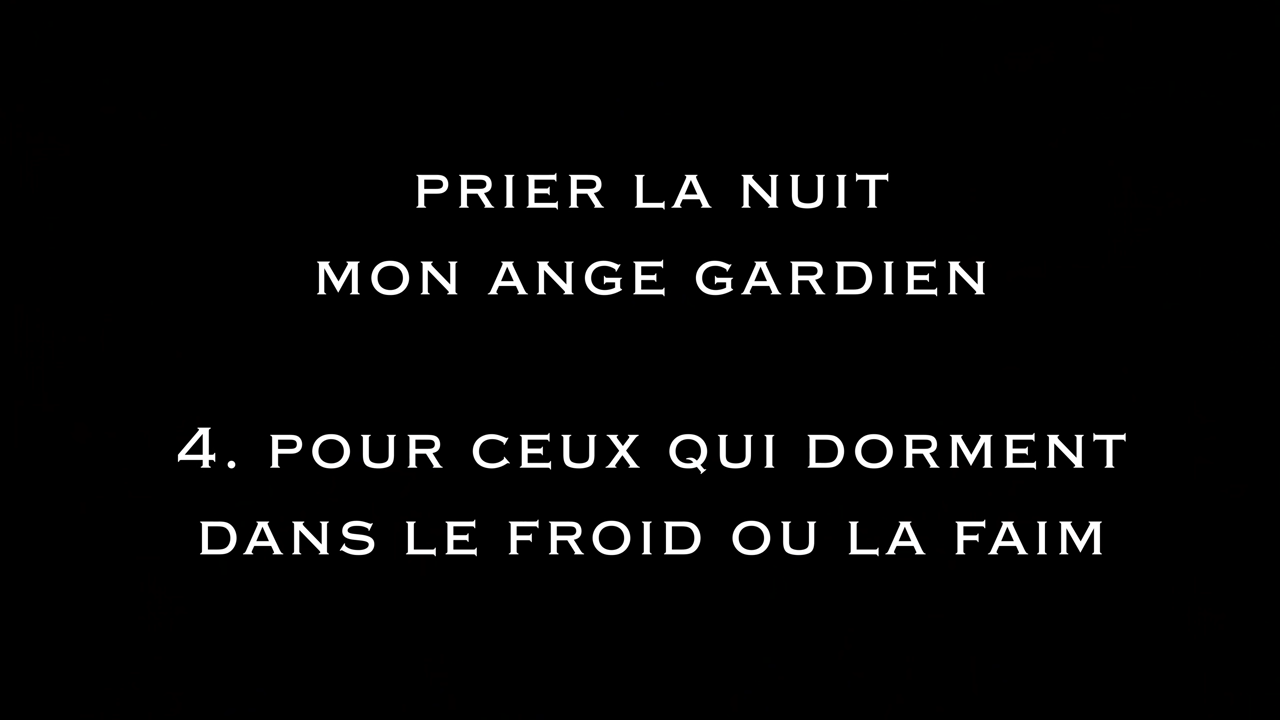 PRIER LA NUIT
MON ANGE GARDIEN
4. POUR CEUX QUI DORMENT
DANS LE FROID OU LA FAIM